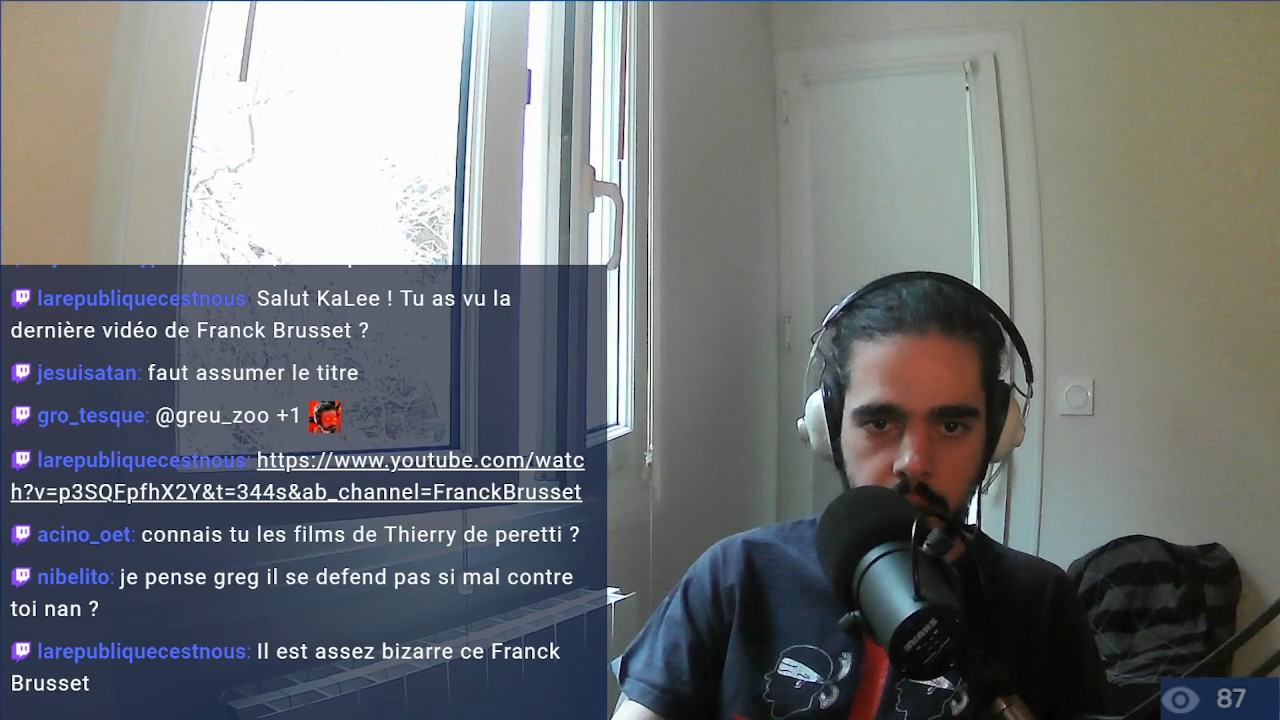 larepubliquecestnous: Salut KaLee ! Tu as vu la
dernière vidéo de Franck Brusset ?
jesuisatan: faut assumer le titre
gro_tesque: @greu_zoo +1
larepubliquecestnous: https://www.youtube.com/watc
h?v=p3SQFpfhX2Y&t=344s&ab_channel=FranckBrusset
acino_oet: connais tu les films de Thierry de peretti ?
nibelito: je pense greg il se defend pas si mal contre
toi nan ?
larepubliquecestnous: Il est assez bizarre ce Franck
Brusset
87